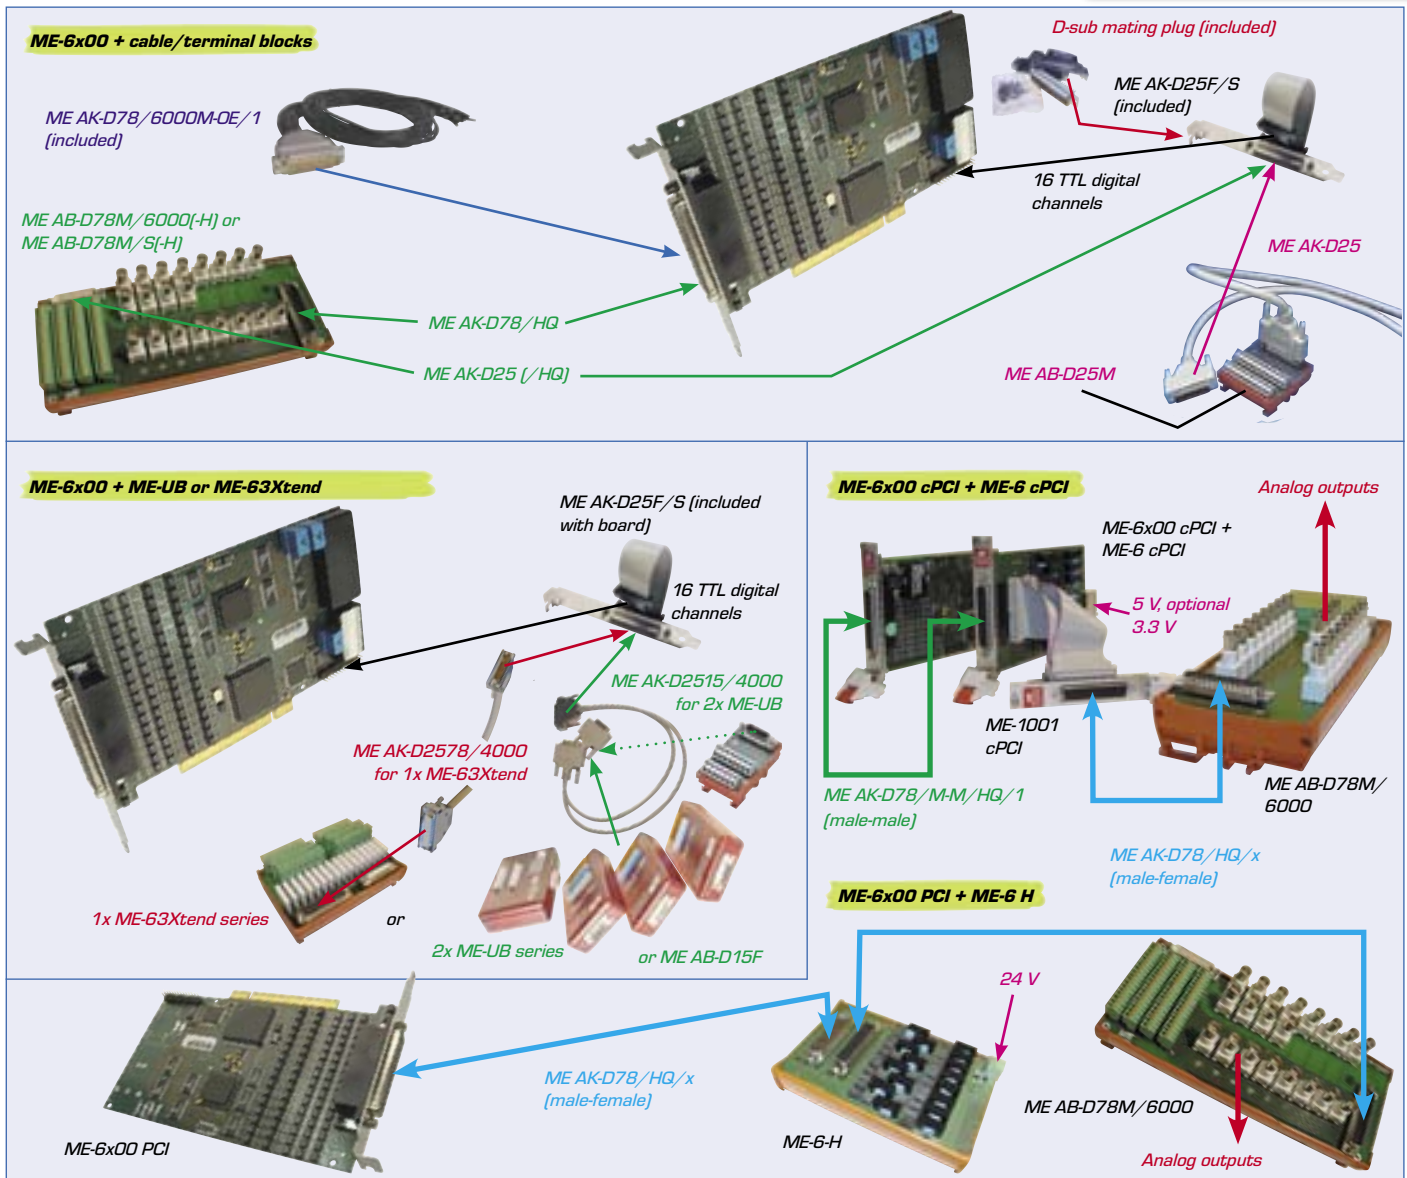 ME-6x00 + cable/terminal blocks
D-sub mating plug (included)
ME AK-D78/6000M-OE/1
(included)
ME AK-D25F/S
(included)
16 TTL digital
channels
ME AB-D78M/6000(-H) or
ME AB-D78M/S(-H)
ME AK-D25
ME AK-D78/HQ
ME AK-D25 (/HQ)
ME AB-D25M
ME-6x00 + ME-UB or ME-63Xtend
ME AK-D25F/S (included
with board)
16 TTL digital
channels
ME AK-D2515/4000
for 2x ME-UB
ME AK-D2578/4000
for 1x ME-63Xtend
1x ME-63Xtend series
or
2x ME-UB series
or ME AB-D15F
ME-6x00 cPCI + ME-6 cPCI
Analog outputs
ME-6x00 cPCI +
ME-6 cPCI
5 V, optional
3.3 V
ME-1001
cPCI
ME AB-D78M/
6000
ME AK-D78/M-M/HQ/1
(male-male)
ME AK-D78/HQ/x
(male-female)
ME-6x00 PCI + ME-6 H
24 V
ME AK-D78/HQ/x
(male-female)
ME-6x00 PCI
ME-6-H
ME AB-D78M/6000
Analog outputs